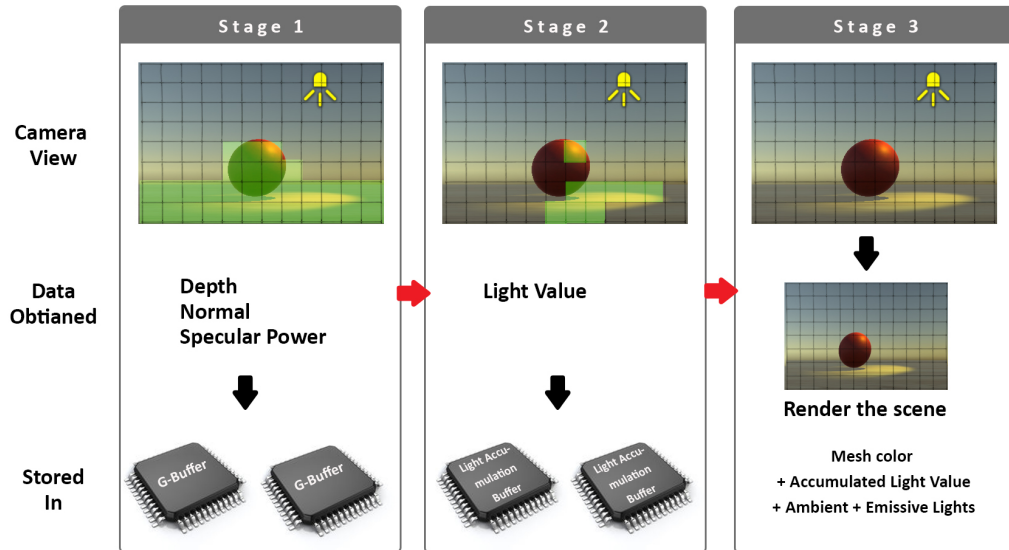 Stage 1
Stage 2
Stage 3
Camera
View
Data
Obtianed
Depth
Normal
Specular Power
Light Value
Render the scene
Stored
In
G-Buffer
G-Buffer
Light Accu-
mulation
Buffer
Light Accu-
mulation
Buffer
Mesh color
+ Accumulated Light Value
+ Ambient + Emissive Lights